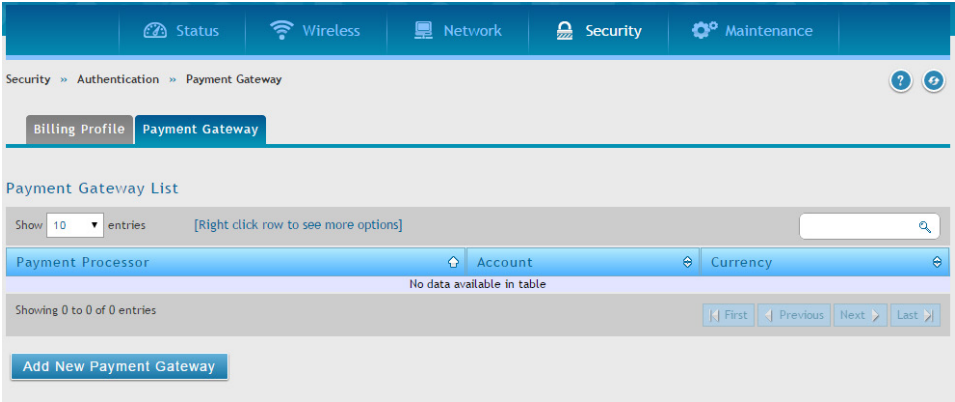 Status Wireless Network Security Maintenance
Security » Authentication » Payment Gateway
Billing Profile Payment Gateway
Payment Gateway List
Show 10 entries [Right click row to see more options]
Payment Processor Account Currency
No data available in table
Showing 0 to 0 of 0 entries First Previous Next Last
Add New Payment Gateway